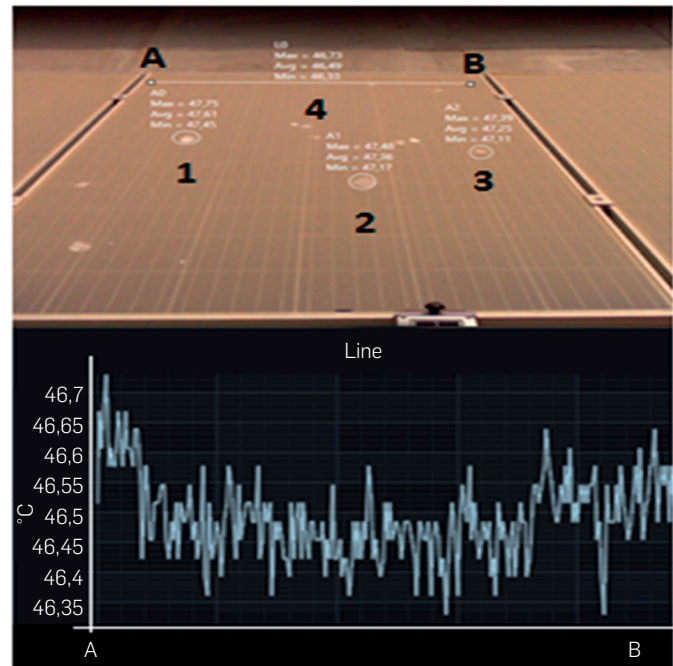 L0
Max = 46,73
Avg = 46,49
Min = 46,33
A
B
4
A0
Max = 47,75
Avg = 47,61
Min = 47,45
A1
Max = 47,48
Avg = 47,36
Min = 47,17
A2
Max = 47,39
Avg = 47,25
Min = 47,11
1
2
3
Line
°C
46,7
46,65
46,6
46,55
46,5
46,45
46,4
46,35
A
B